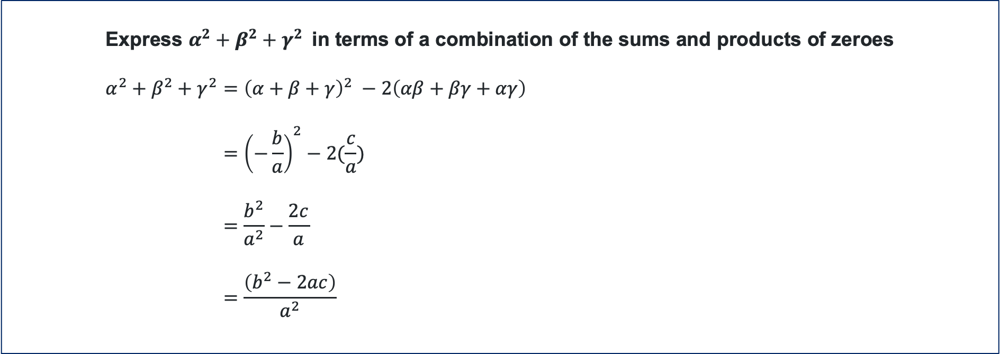 Express α² + β² + γ² in terms of a combination of the sums and products of zeroes
α² + β² + γ² = (α + β + γ)² − 2(αβ + βγ + αγ)
= (−b/a)² − 2(c/a)
= b²/a² − 2c/a
= (b² − 2ac)/a²